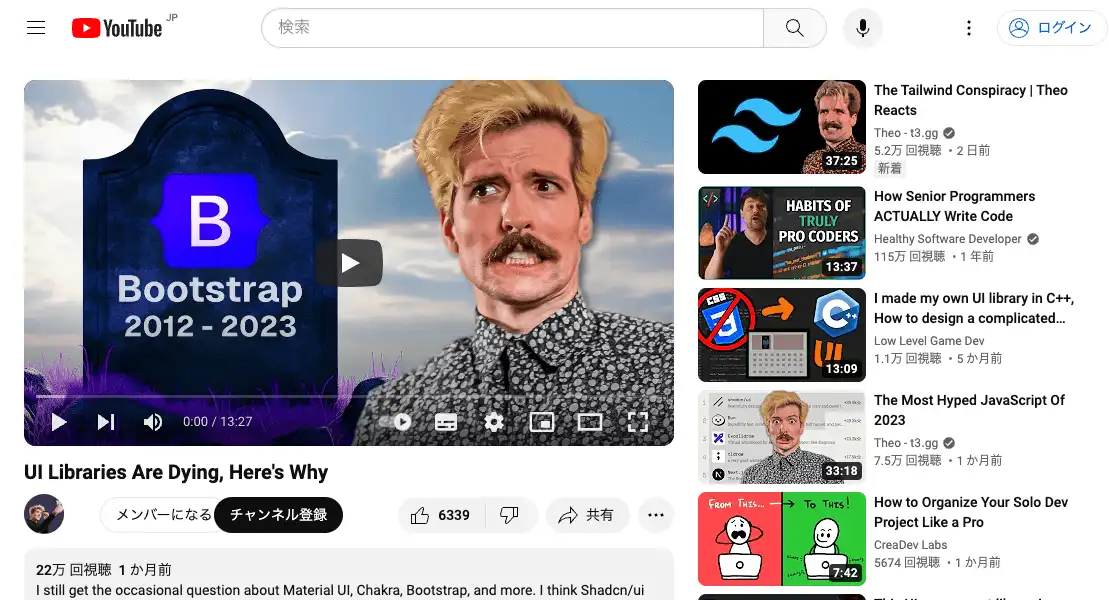 YouTube JP
検索
ログイン
B
Bootstrap
2012 - 2023
0:00 / 13:27
UI Libraries Are Dying, Here's Why
メンバーになる
チャンネル登録
6339
共有
22万 回視聴 1 か月前
I still get the occasional question about Material UI, Chakra, Bootstrap, and more. I think Shadcn/ui
37:25
The Tailwind Conspiracy | Theo
Reacts
Theo - t3.gg
5.2万 回視聴 ・2 日前
新着
</>
HABITS OF
TRULY
PRO CODERS
13:37
How Senior Programmers
ACTUALLY Write Code
Healthy Software Developer
115万 回視聴 ・1 年前
CSS
C++
13:09
I made my own UI library in C++,
How to design a complicated…
Low Level Game Dev
1.1万 回視聴 ・5 か月前
shadcn/ui
Bun
Excalidraw
tldraw
Next.js
33:18
The Most Hyped JavaScript Of
2023
Theo - t3.gg
7.5万 回視聴 ・1 か月前
FROM THIS...
TO THIS!
7:42
How to Organize Your Solo Dev
Project Like a Pro
CreaDev Labs
5674 回視聴 ・1 か月前